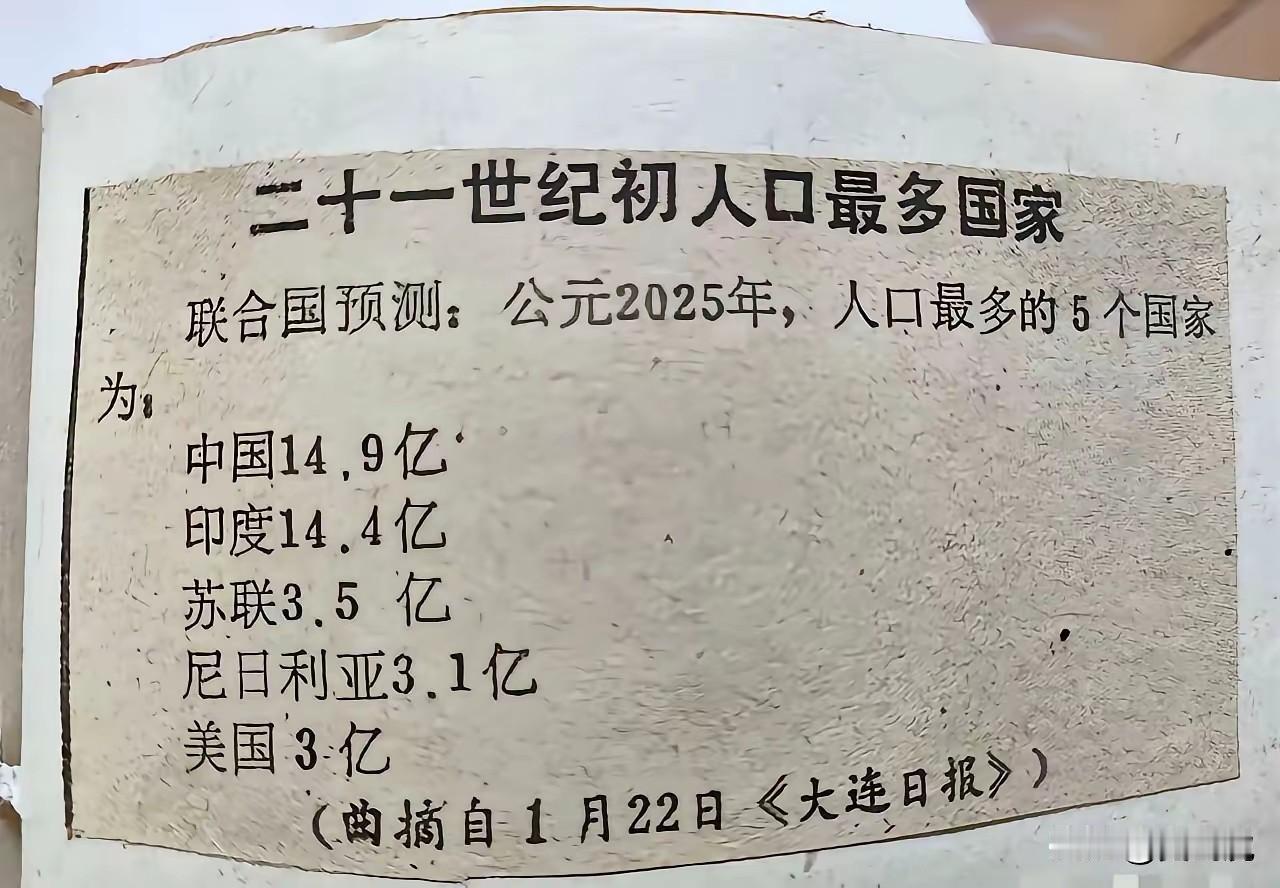 二十一世纪初人口最多国家
联合国预测：公元2025年，人口最多的5个国家
为：
中国14.9亿
印度14.4亿
苏联3.5 亿
尼日利亚3.1亿
美国3亿
（曲摘自1月22日《大连日报》）